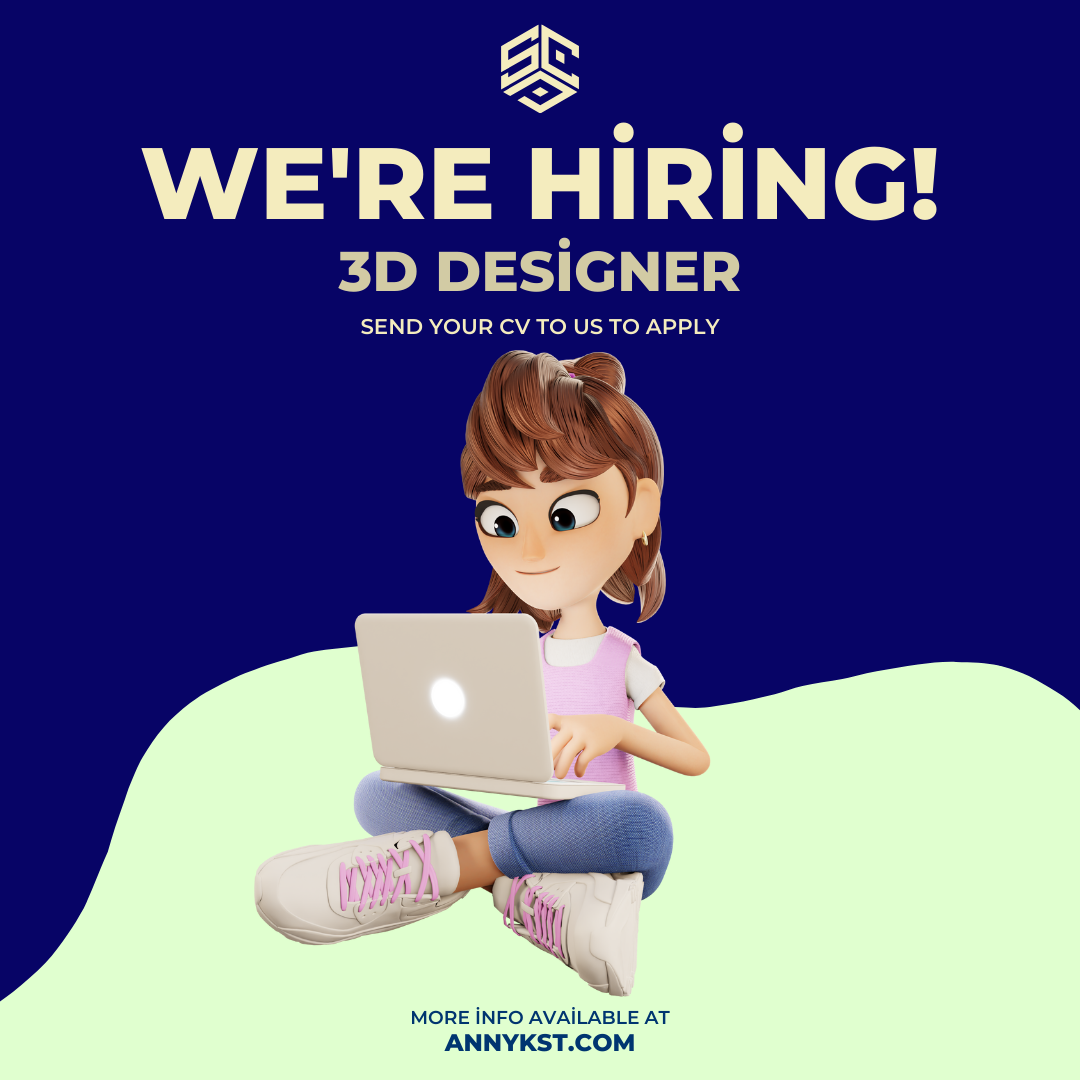 WE'RE HİRİNG!
3D DESİGNER
SEND YOUR CV TO US TO APPLY
MORE İNFO AVAİLABLE AT
ANNYKST.COM